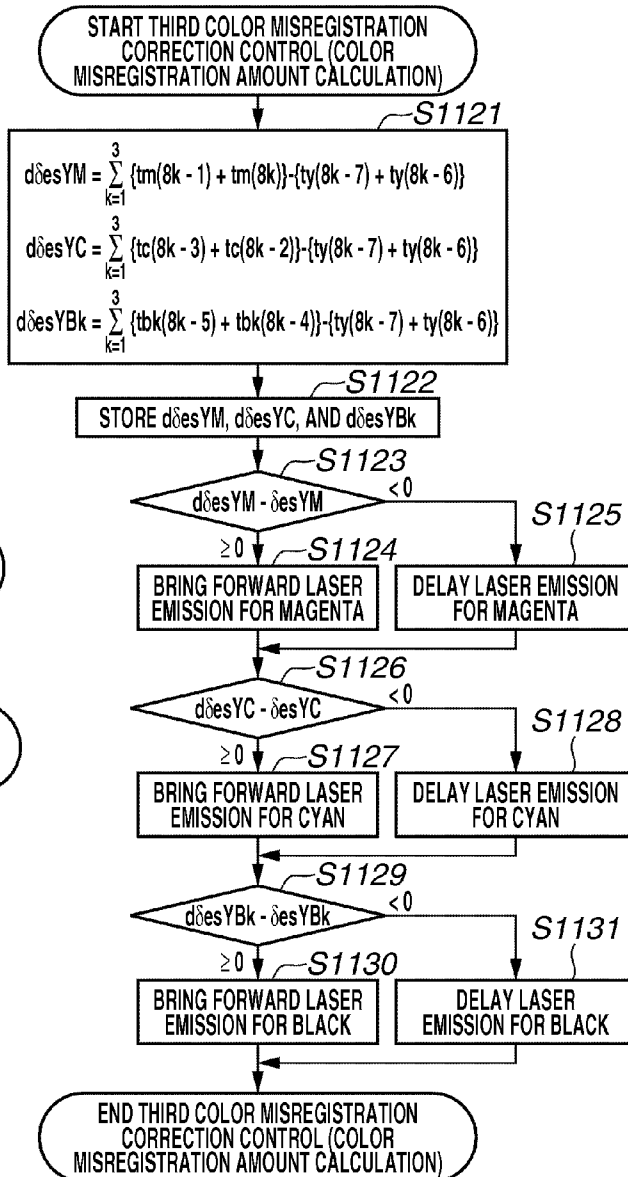 START THIRD COLOR MISREGISTRATION
CORRECTION CONTROL (COLOR
MISREGISTRATION AMOUNT CALCULATION)
S1121
3
dδesYM = Σ {tm(8k - 1) + tm(8k)}-{ty(8k - 7) + ty(8k - 6)}
k=1
3
dδesYC = Σ {tc(8k - 3) + tc(8k - 2)}-{ty(8k - 7) + ty(8k - 6)}
k=1
3
dδesYBk = Σ {tbk(8k - 5) + tbk(8k - 4)}-{ty(8k - 7) + ty(8k - 6)}
k=1
S1122
STORE dδesYM, dδesYC, AND dδesYBk
S1123
dδesYM - δesYM
<0
≥0
S1124
S1125
BRING FORWARD LASER
EMISSION FOR MAGENTA
DELAY LASER EMISSION
FOR MAGENTA
S1126
dδesYC - δesYC
<0
≥0
S1127
S1128
BRING FORWARD LASER
EMISSION FOR CYAN
DELAY LASER EMISSION
FOR CYAN
S1129
dδesYBk - δesYBk
<0
≥0
S1130
S1131
BRING FORWARD LASER
EMISSION FOR BLACK
DELAY LASER
EMISSION FOR BLACK
END THIRD COLOR MISREGISTRATION
CORRECTION CONTROL (COLOR
MISREGISTRATION AMOUNT CALCULATION)